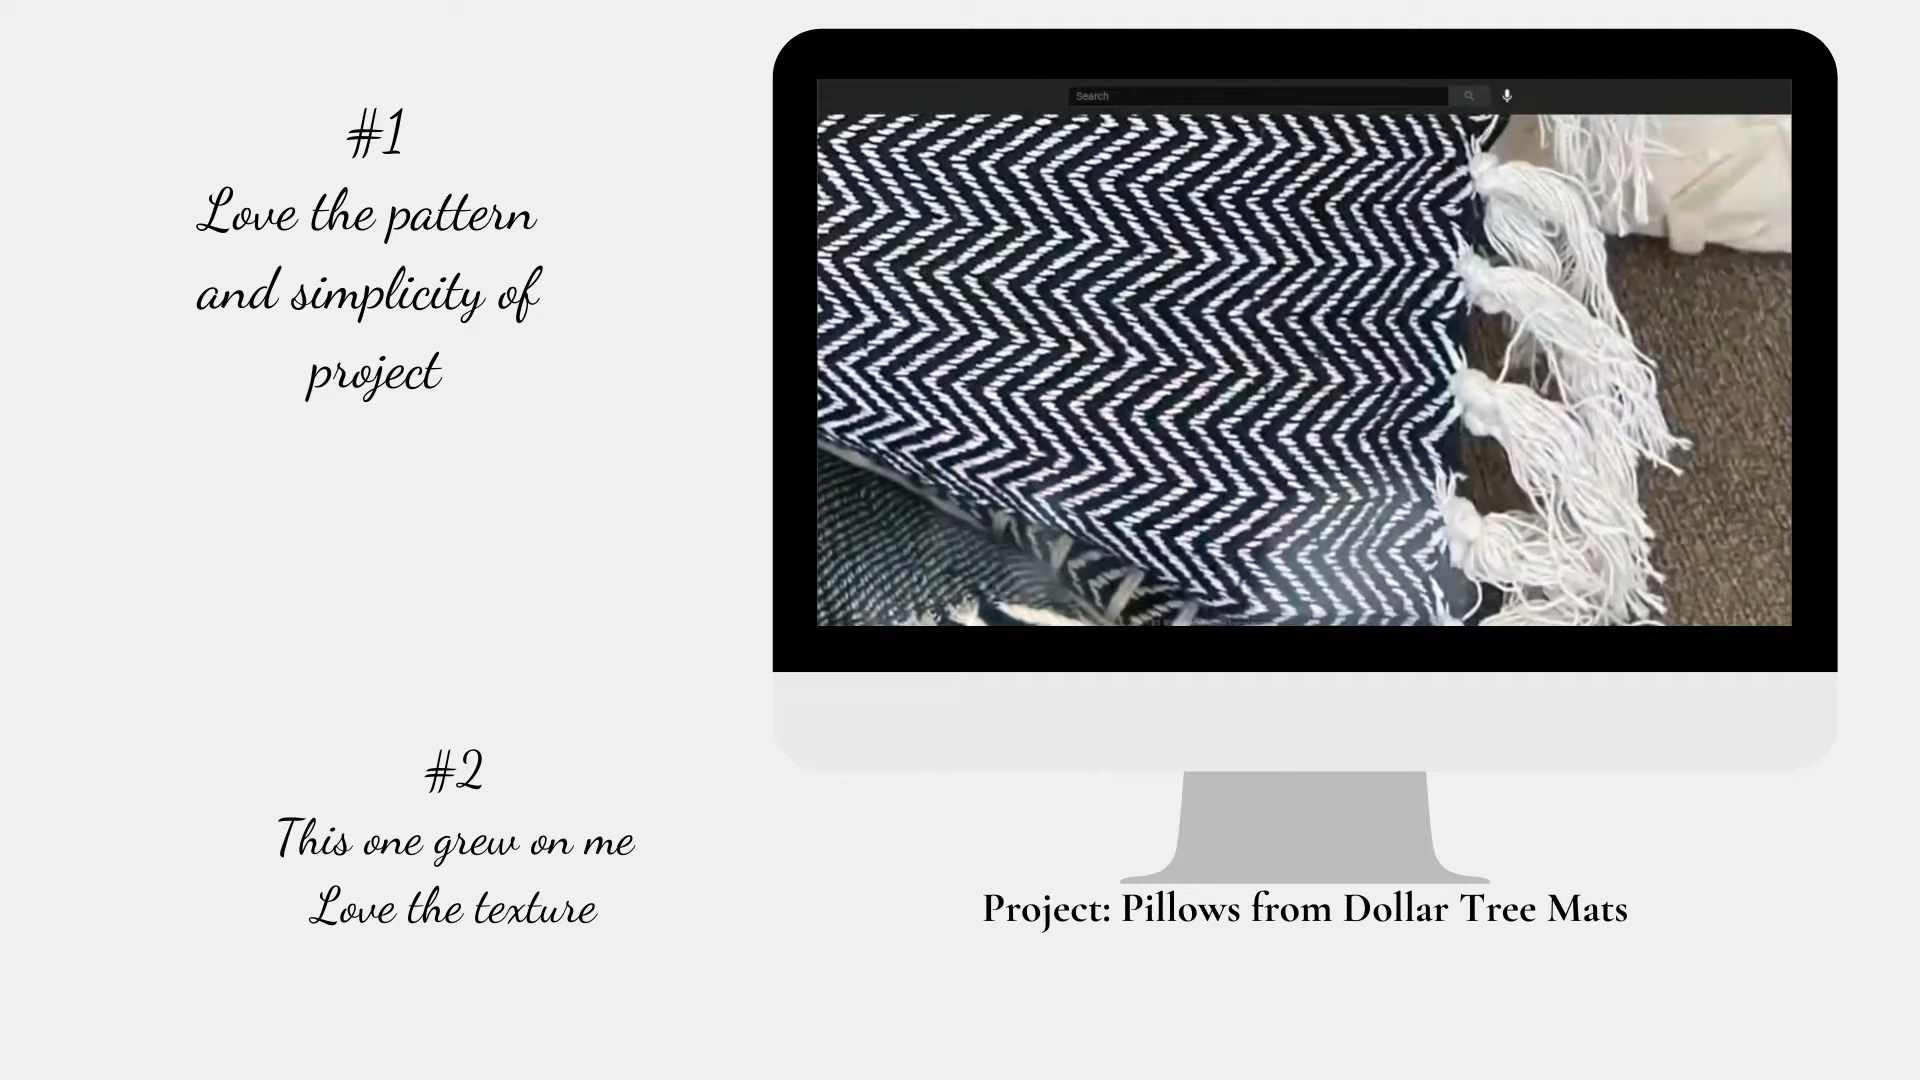 #1
Love the pattern
and simplicity of
project
Search
#2
This one grew on me
Love the texture
Project: Pillows from Dollar Tree Mats